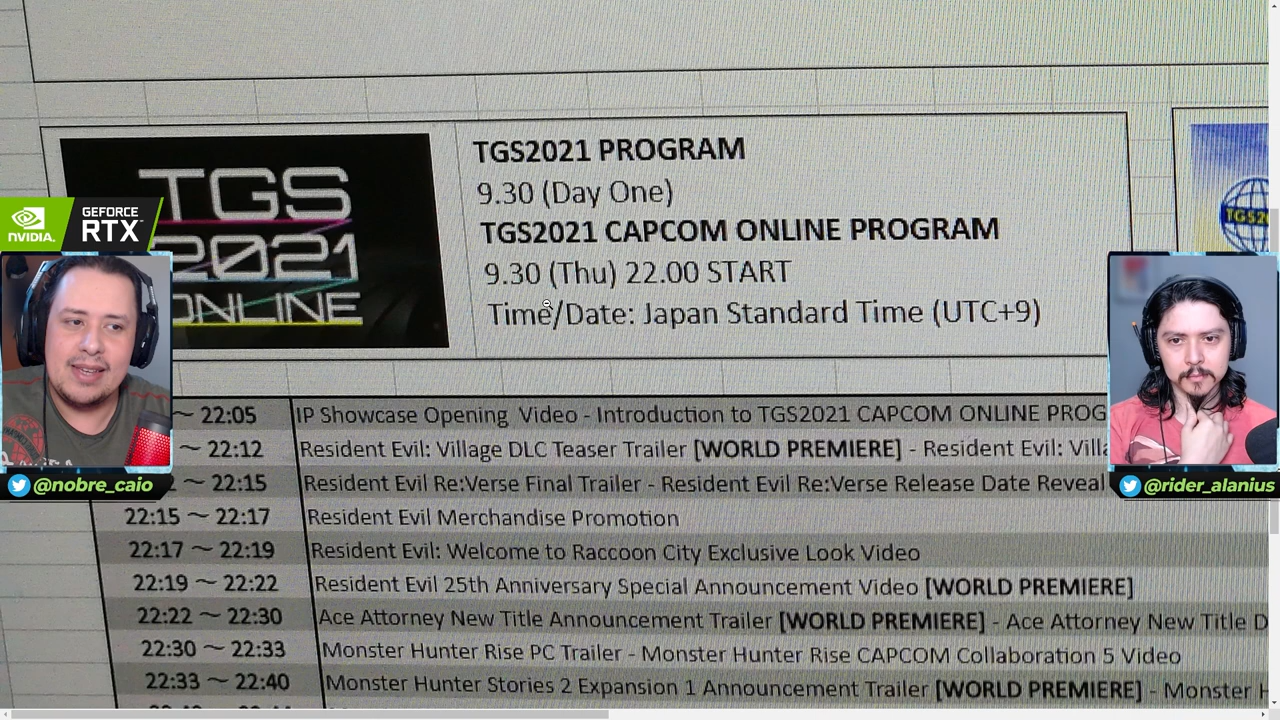 TGS2021 PROGRAM
9.30 (Day One)
TGS2021 CAPCOM ONLINE PROGRAM
9.30 (Thu) 22.00 START
Time/Date: Japan Standard Time (UTC+9)
TGS
2021
ONLINE
NVIDIA.
GEFORCE
RTX
@nobre_caio
@rider_alanius
~ 22:05 IP Showcase Opening Video - Introduction to TGS2021 CAPCOM ONLINE PROG
~ 22:12 Resident Evil: Village DLC Teaser Trailer [WORLD PREMIERE] - Resident Evil: Villa
~ 22:15 Resident Evil Re:Verse Final Trailer - Resident Evil Re:Verse Release Date Reveal
22:15 ~ 22:17 Resident Evil Merchandise Promotion
22:17 ~ 22:19 Resident Evil: Welcome to Raccoon City Exclusive Look Video
22:19 ~ 22:22 Resident Evil 25th Anniversary Special Announcement Video [WORLD PREMIERE]
22:22 ~ 22:30 Ace Attorney New Title Announcement Trailer [WORLD PREMIERE] - Ace Attorney New Title D
22:30 ~ 22:33 Monster Hunter Rise PC Trailer - Monster Hunter Rise CAPCOM Collaboration 5 Video
22:33 ~ 22:40 Monster Hunter Stories 2 Expansion 1 Announcement Trailer [WORLD PREMIERE] - Monster H